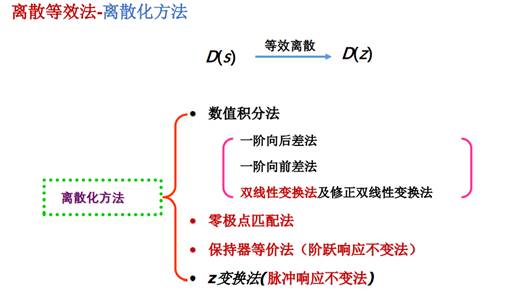 离散等效法-离散化方法
D(s) 等效离散 D(z)
• 数值积分法
一阶向后差法
一阶向前差法
双线性变换法及修正双线性变换法
离散化方法
• 零极点匹配法
• 保持器等价法（阶跃响应不变法）
• z变换法(脉冲响应不变法)